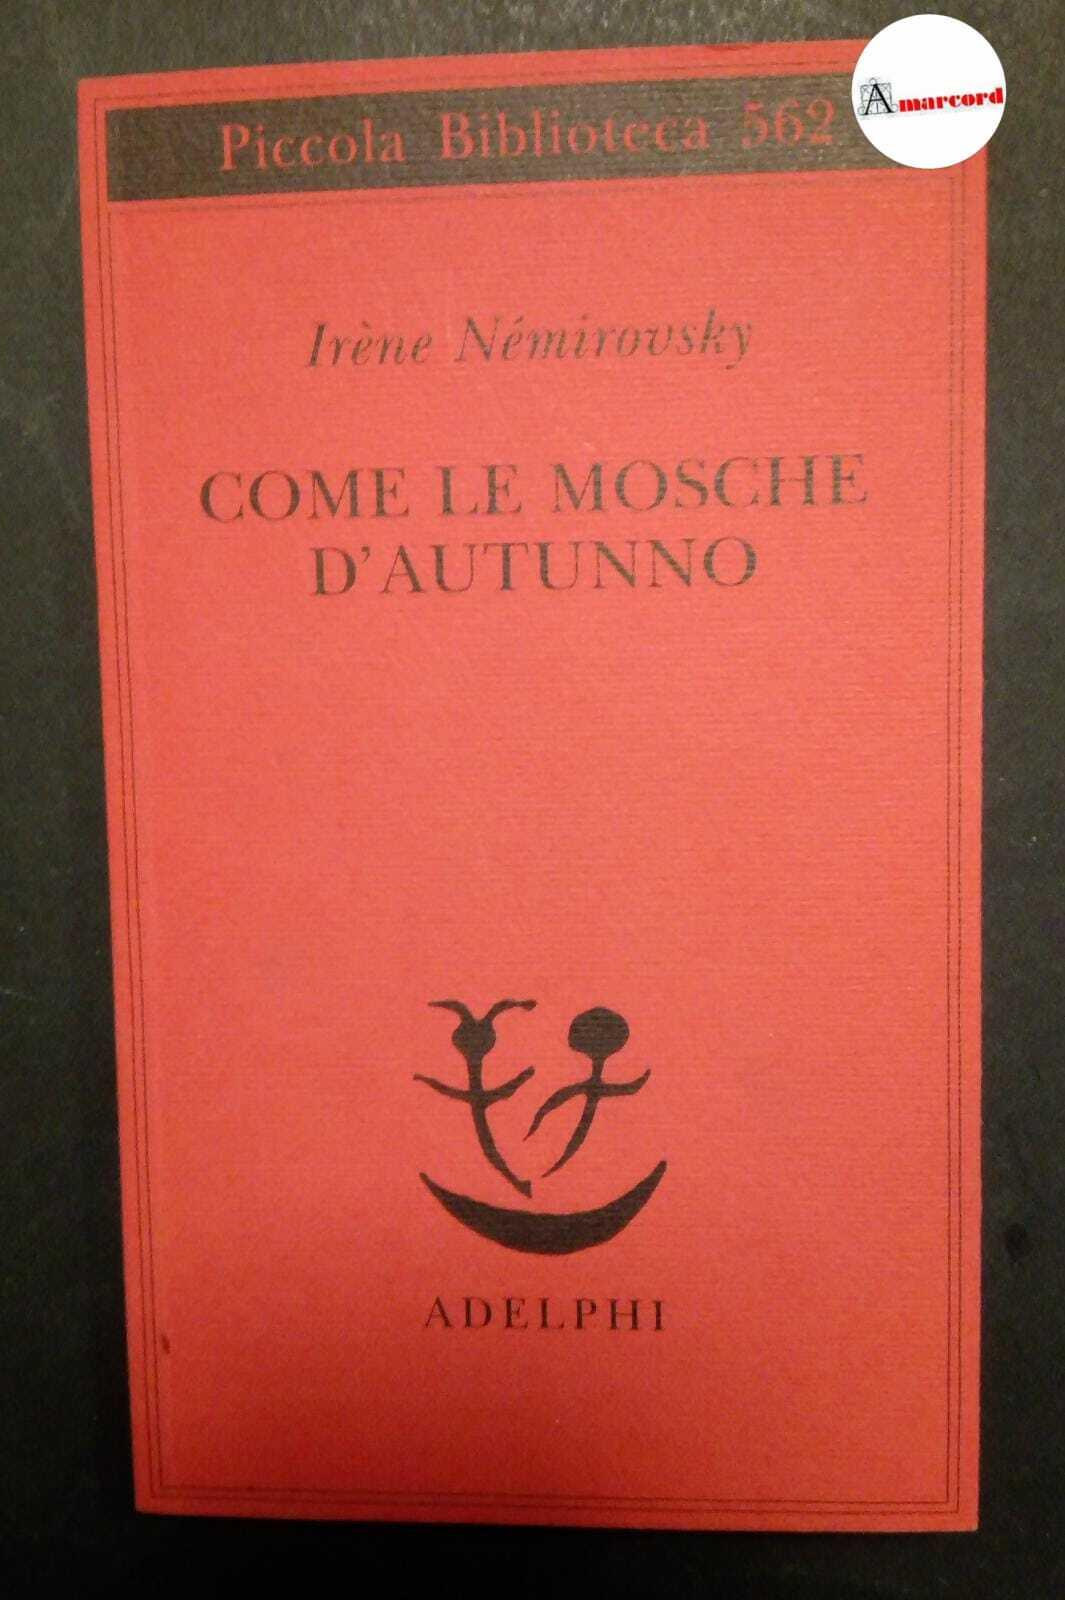 Amarcord
Piccola Biblioteca 562
Irène Némirovsky
COME LE MOSCHE
D'AUTUNNO
ADELPHI